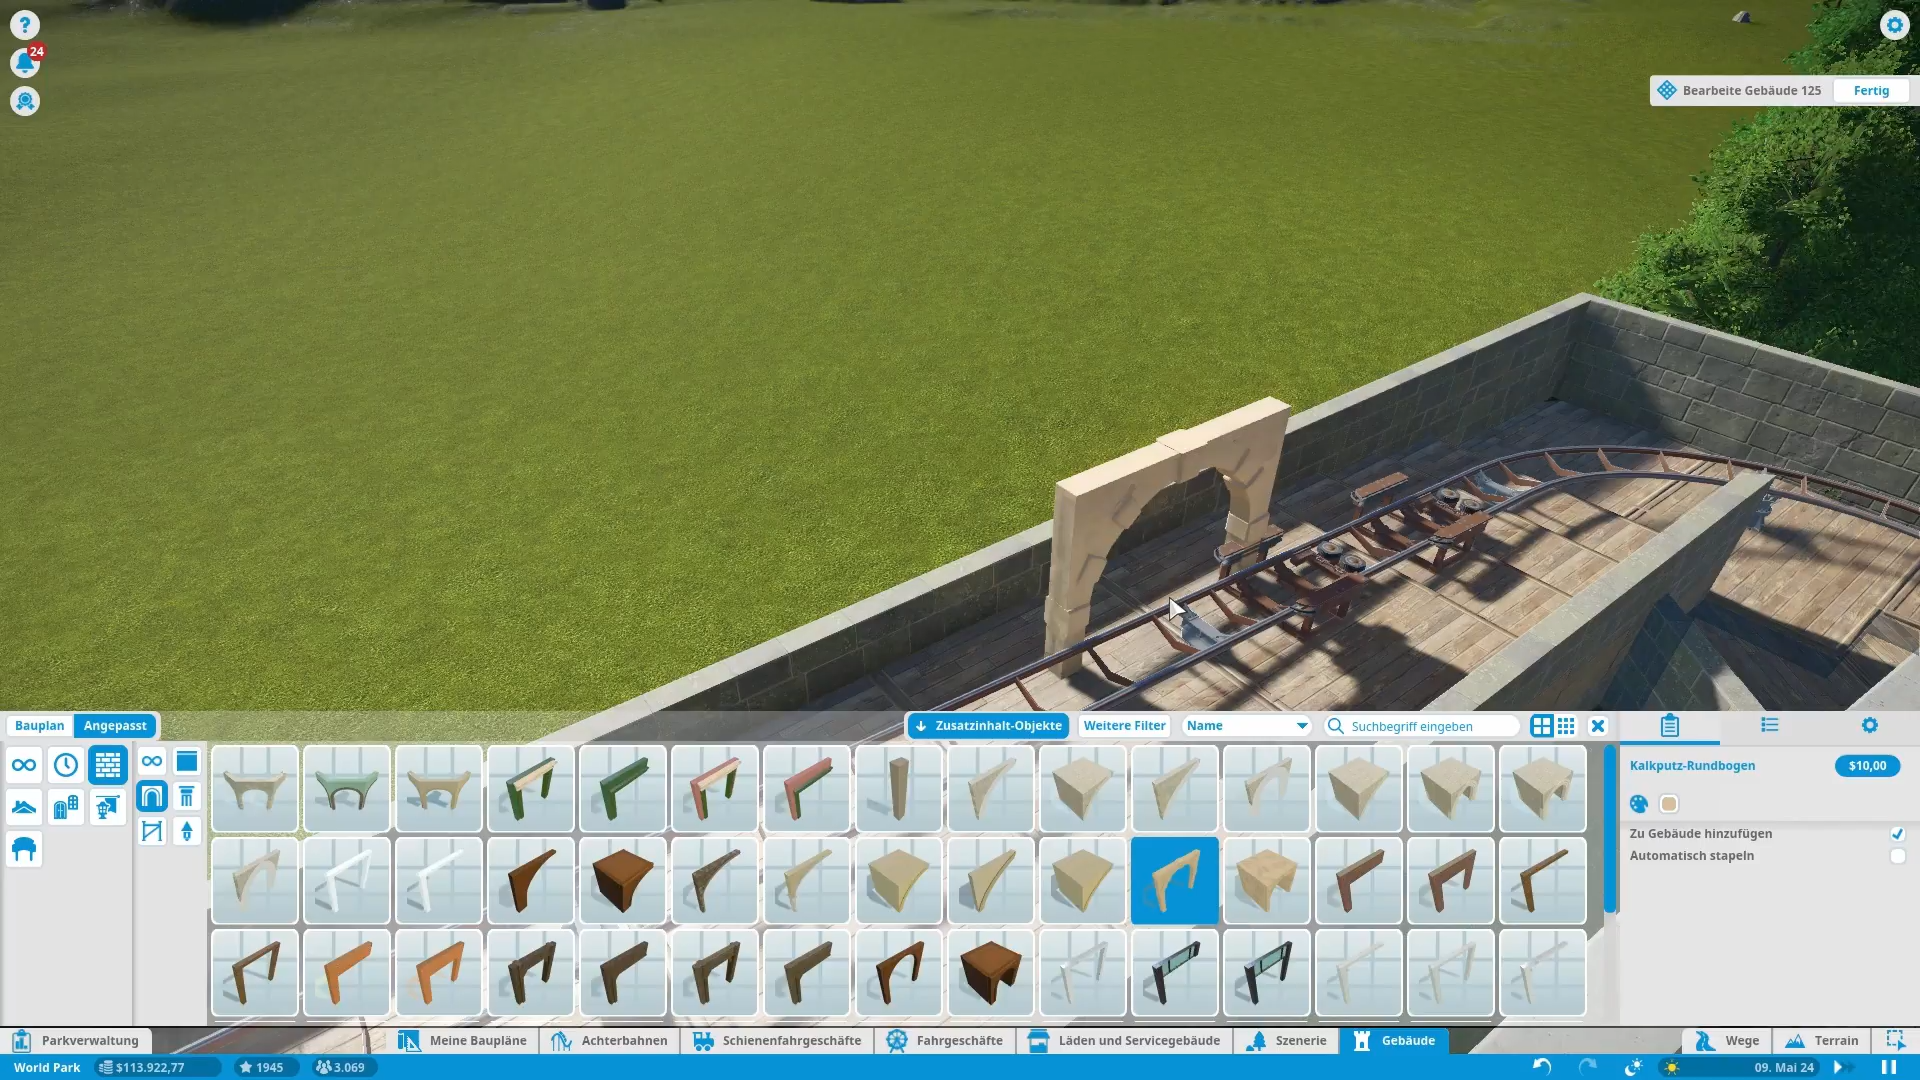 ?
24
Bearbeite Gebäude 125 Fertig
Bauplan Angepasst
Zusatzinhalt-Objekte Weitere Filter Name Suchbegriff eingeben
Kalkputz-Rundbogen $10,00
Zu Gebäude hinzufügen
Automatisch stapeln
Parkverwaltung Meine Baupläne Achterbahnen Schienenfahrgeschäfte Fahrgeschäfte Läden und Servicegebäude Szenerie Gebäude Wege Terrain
World Park $113.922,77 1945 3.069 09. Mai 24